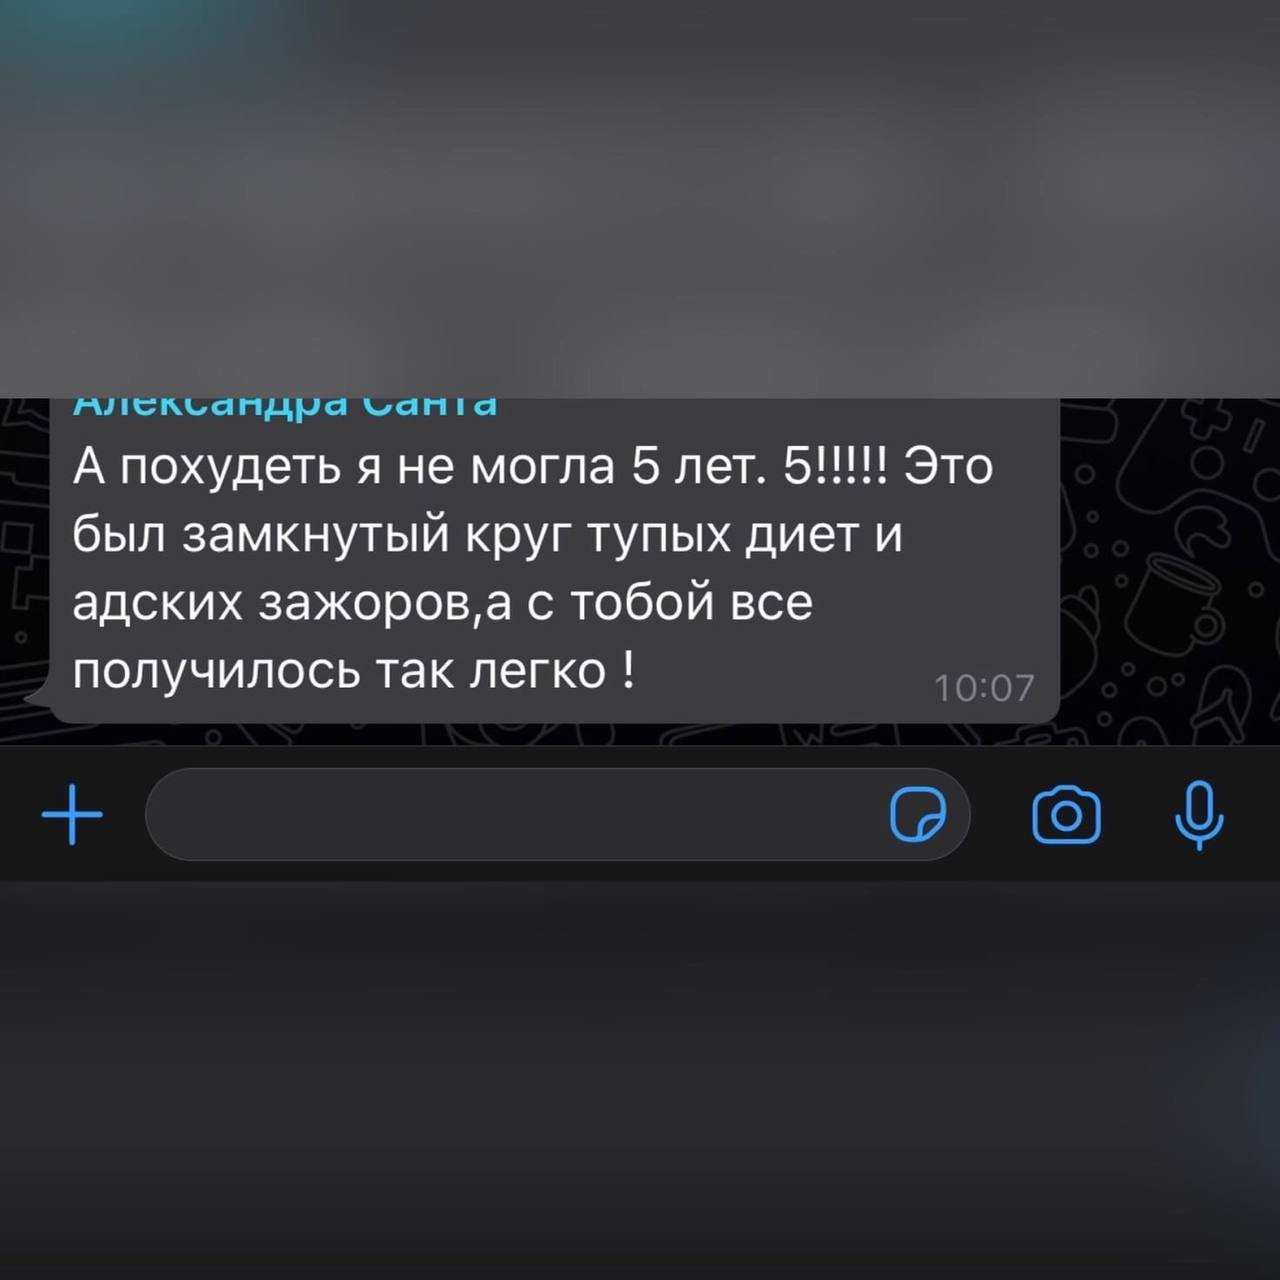 Александра Санта
А похудеть я не могла 5 лет. 5!!!!! Это
был замкнутый круг тупых диет и
адских зажоров,а с тобой все
получилось так легко !
10:07